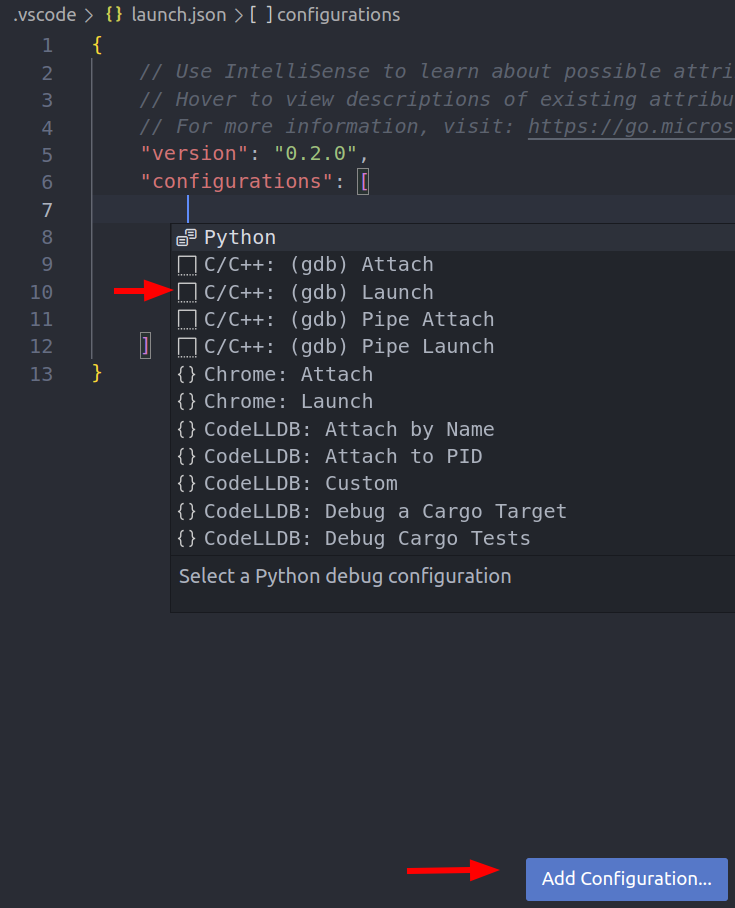 .vscode > {} launch.json > [ ] configurations
1 {
2 // Use IntelliSense to learn about possible attri
3 // Hover to view descriptions of existing attribu
4 // For more information, visit: https://go.micros
5 "version": "0.2.0",
6 "configurations": [
7
8 Python
9 C/C++: (gdb) Attach
10 C/C++: (gdb) Launch
11 C/C++: (gdb) Pipe Attach
12 ] C/C++: (gdb) Pipe Launch
13 } {} Chrome: Attach
{} Chrome: Launch
{} CodeLLDB: Attach by Name
{} CodeLLDB: Attach to PID
{} CodeLLDB: Custom
{} CodeLLDB: Debug a Cargo Target
{} CodeLLDB: Debug Cargo Tests
Select a Python debug configuration
Add Configuration...